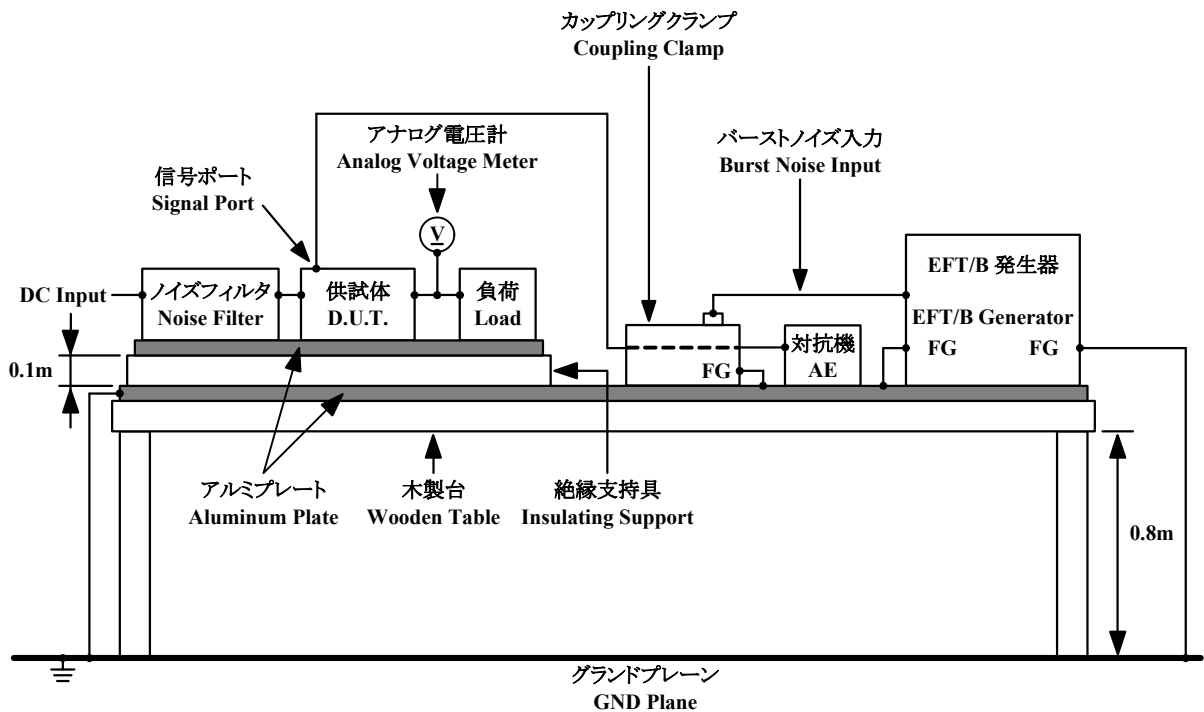 カップリングクランプ
Coupling Clamp
アナログ電圧計
Analog Voltage Meter
バーストノイズ入力
Burst Noise Input
信号ポート
Signal Port
V
DC Input
ノイズフィルタ
Noise Filter
供試体
D.U.T.
負荷
Load
EFT/B 発生器
EFT/B Generator
FG
FG
対抗機
AE
FG
0.1m
アルミプレート
Aluminum Plate
木製台
Wooden Table
絶縁支持具
Insulating Support
0.8m
グランドプレーン
GND Plane